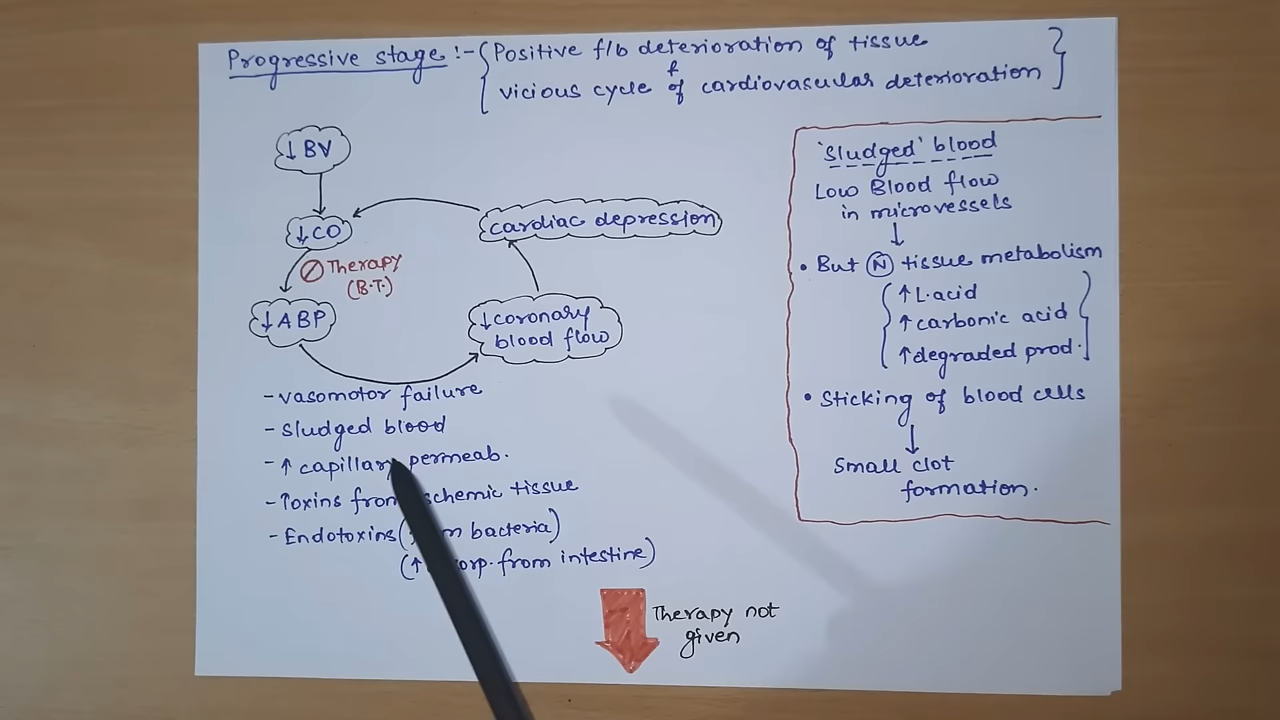 Progressive stage :- { Positive f/b deterioration of tissue
&
vicious cycle of cardiovascular deterioration }
↓BV
↓CO
Therapy
(B.T.)
↓ABP
cardiac depression
↓coronary
blood flow
- vasomotor failure
- sludged blood
- ↑ capillary permeab.
- Toxins from ischemic tissue
- Endotoxins ( bacteria)
(↑ from intestine)
Therapy not
given
'sludged' blood
Low Blood flow
in microvessels
↓
• But Ⓝ tissue metabolism
{ ↑ L.acid
↑ carbonic acid
↑ degraded prod. }
• Sticking of blood cells
↓
Small clot
formation.